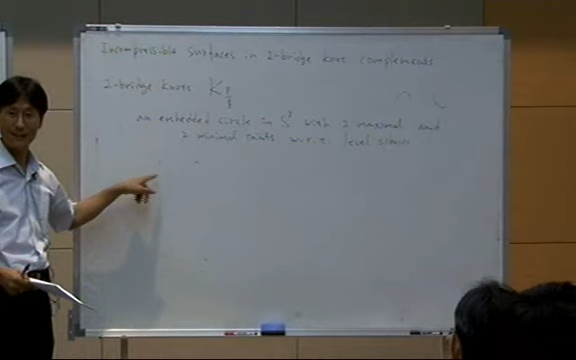 Incompressible surfaces in 2-bridge knot complements
2-bridge knots K p/q
an embedded circle in S³ with 2 maximal and
2 minimal points w.r.t. level